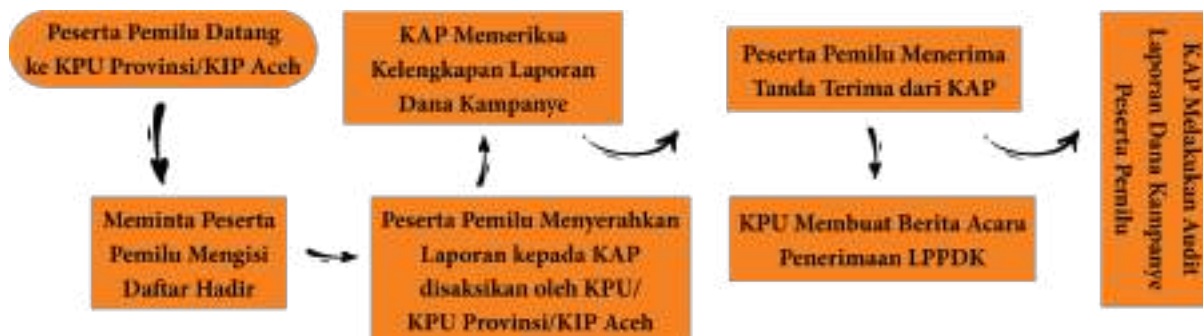 Peserta Pemilu Datang
ke KPU Provinsi/KIP Aceh
Meminta Peserta
Pemilu Mengisi
Daftar Hadir
Peserta Pemilu Menyerahkan
Laporan kepada KAP
disaksikan oleh KPU/
KPU Provinsi/KIP Aceh
KAP Memeriksa
Kelengkapan Laporan
Dana Kampanye
Peserta Pemilu Menerima
Tanda Terima dari KAP
KPU Membuat Berita Acara
Penerimaan LPPDK
KAP Melakukan Audit
Laporan Dana Kampanye
Peserta Pemilu